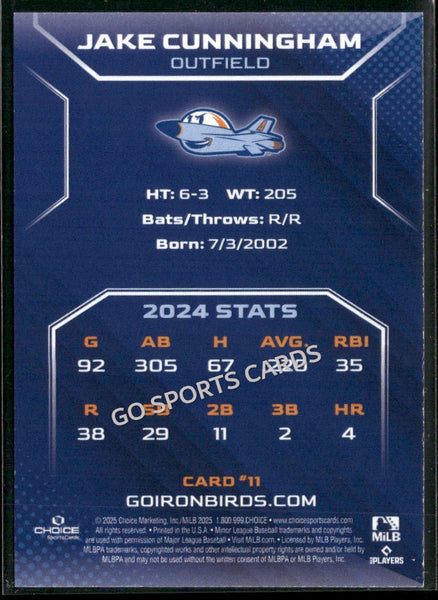 JAKE CUNNINGHAM
OUTFIELD
HT: 6-3 WT: 205
Bats/Throws: R/R
Born: 7/3/2002
2024 STATS
G AB H AVG. RBI
92 305 67 .220 35
R SB 2B 3B HR
38 29 11 2 4
GO SPORTS CARDS
CARD #11
GOIRONBIRDS.COM
© 2025 Choice Marketing, Inc./MiLB 2025 1.800.999.CHOICE • www.choicesportscards.com
All rights reserved. • Printed in the U.S.A. • Minor League Baseball trademarks and copyrights
are used with permission of Major League Baseball • Visit MiLB.com. • Licensed by MLB Players, Inc.
MLBPA trademarks, copyrighted works and other intellectual property rights are owned and/or held by
MLBPA and may not be used without the written consent of MLBPA or MLB Players, Inc.
CHOICE
SportsCards
MiLB
PLAYERS